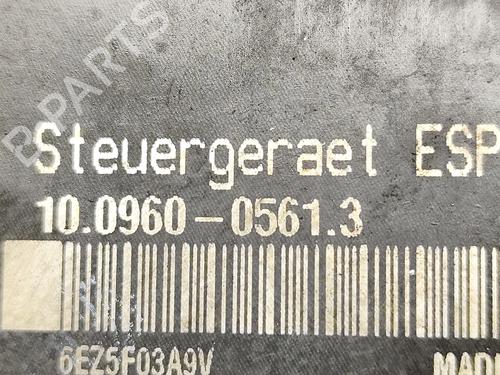 B-PARTS
Steuergeraet ESP
10.0960-0561.3
6EZ5F03A9V MADE